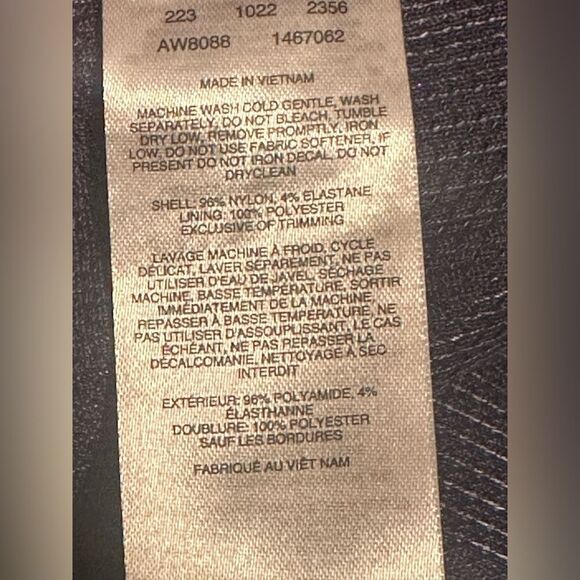 223 1022 2356
AW8088 1467062
MADE IN VIETNAM
MACHINE WASH COLD GENTLE, WASH
SEPARATELY, DO NOT BLEACH, TUMBLE
DRY LOW, REMOVE PROMPTLY, IRON
LOW, DO NOT USE FABRIC SOFTENER, IF
PRESENT DO NOT IRON DECAL, DO NOT
DRYCLEAN
SHELL: 96% NYLON, 4% ELASTANE
LINING: 100% POLYESTER
EXCLUSIVE OF TRIMMING
LAVAGE MACHINE À FROID, CYCLE
DÉLICAT, LAVER SÉPAREMENT, NE PAS
UTILISER D'EAU DE JAVEL, SÉCHAGE
MACHINE, BASSE TEMPÉRATURE, SORTIR
IMMÉDIATEMENT DE LA MACHINE,
REPASSER À BASSE TEMPÉRATURE, NE
PAS UTILISER D'ASSOUPLISSANT, LE CAS
ÉCHÉANT, NE PAS REPASSER LA
DÉCALCOMANIE, NETTOYAGE À SEC
INTERDIT
EXTÉRIEUR: 96% POLYAMIDE, 4%
ÉLASTHANNE
DOUBLURE: 100% POLYESTER
SAUF LES BORDURES
FABRIQUÉ AU VIÊT NAM